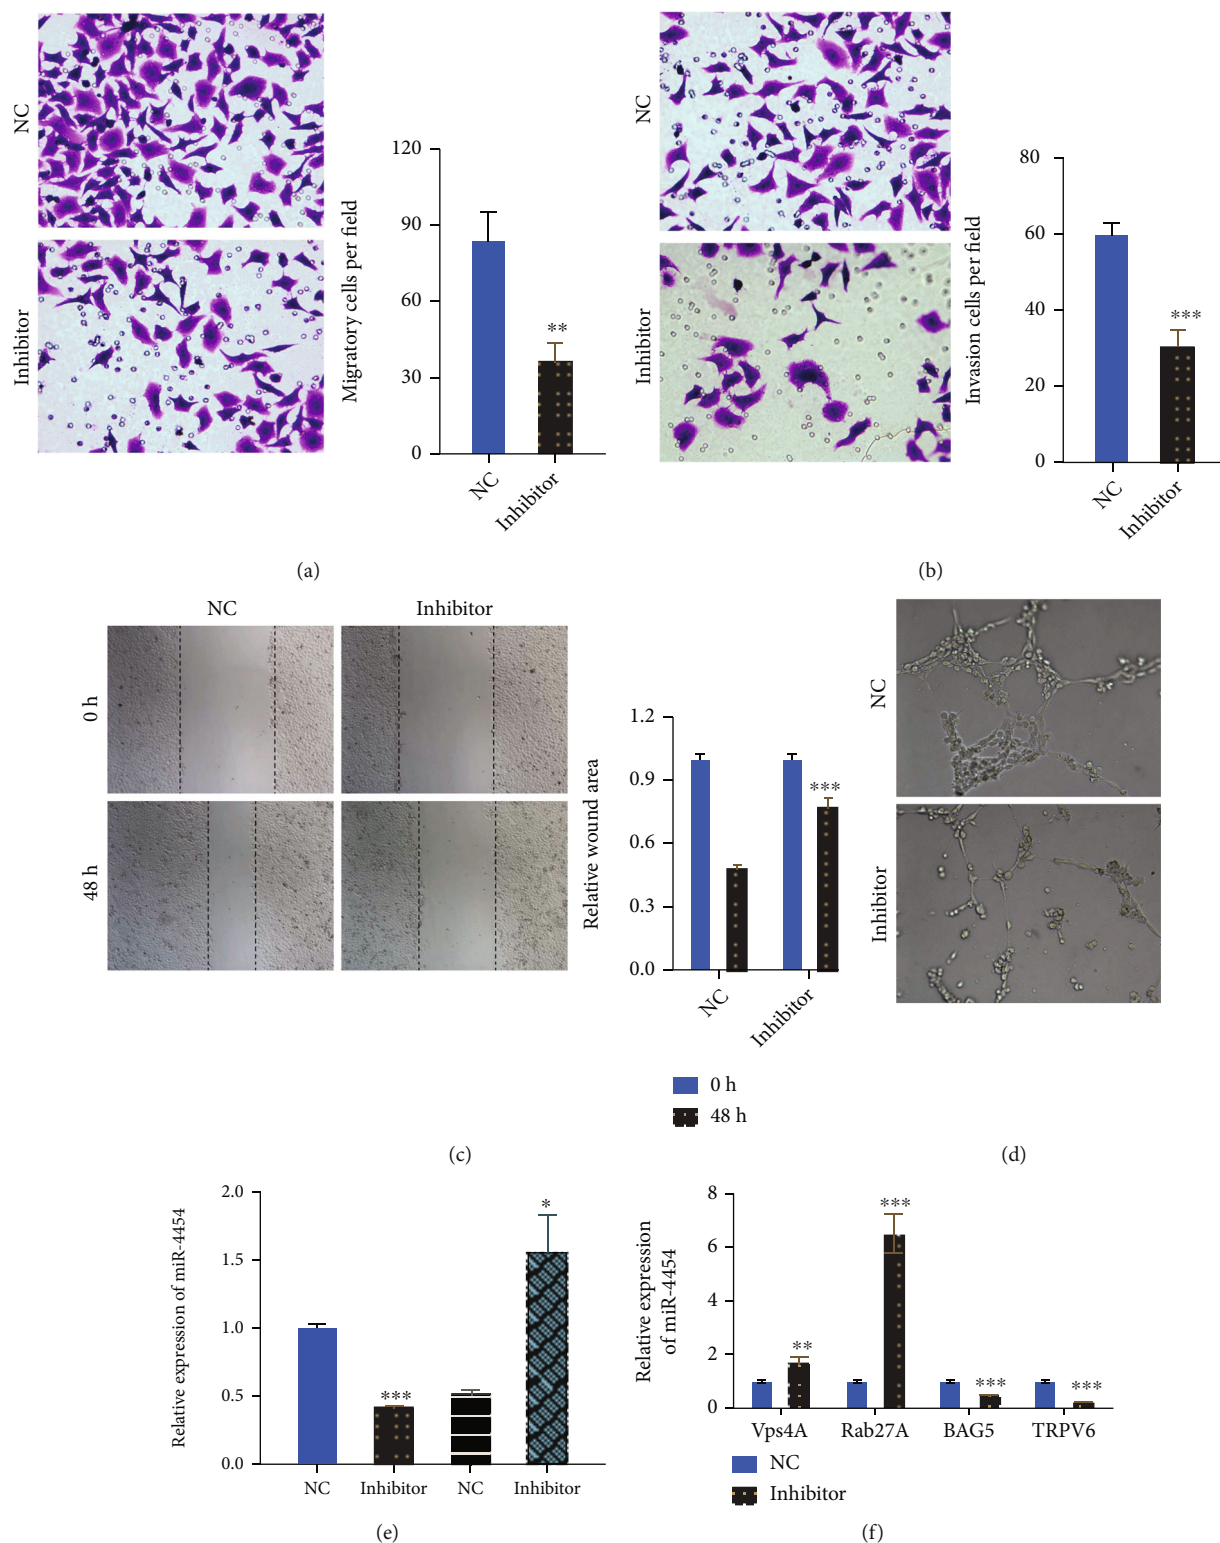 NC
Inhibitor
Migratory cells per field
120
90
60
30
0
**
NC
Inhibitor
(a)
NC
Inhibitor
Invasion cells per field
80
60
40
20
0
***
NC
Inhibitor
(b)
NC
Inhibitor
0 h
48 h
Relative wound area
1.2
0.9
0.6
0.3
0.0
***
NC
Inhibitor
0 h
48 h
(c)
NC
Inhibitor
(d)
Relative expression of miR-4454
2.0
1.5
1.0
0.5
0.0
***
*
NC
Inhibitor
NC
Inhibitor
(e)
Relative expression
of miR-4454
8
6
4
2
0
**
***
***
***
Vps4A
Rab27A
BAG5
TRPV6
NC
Inhibitor
(f)